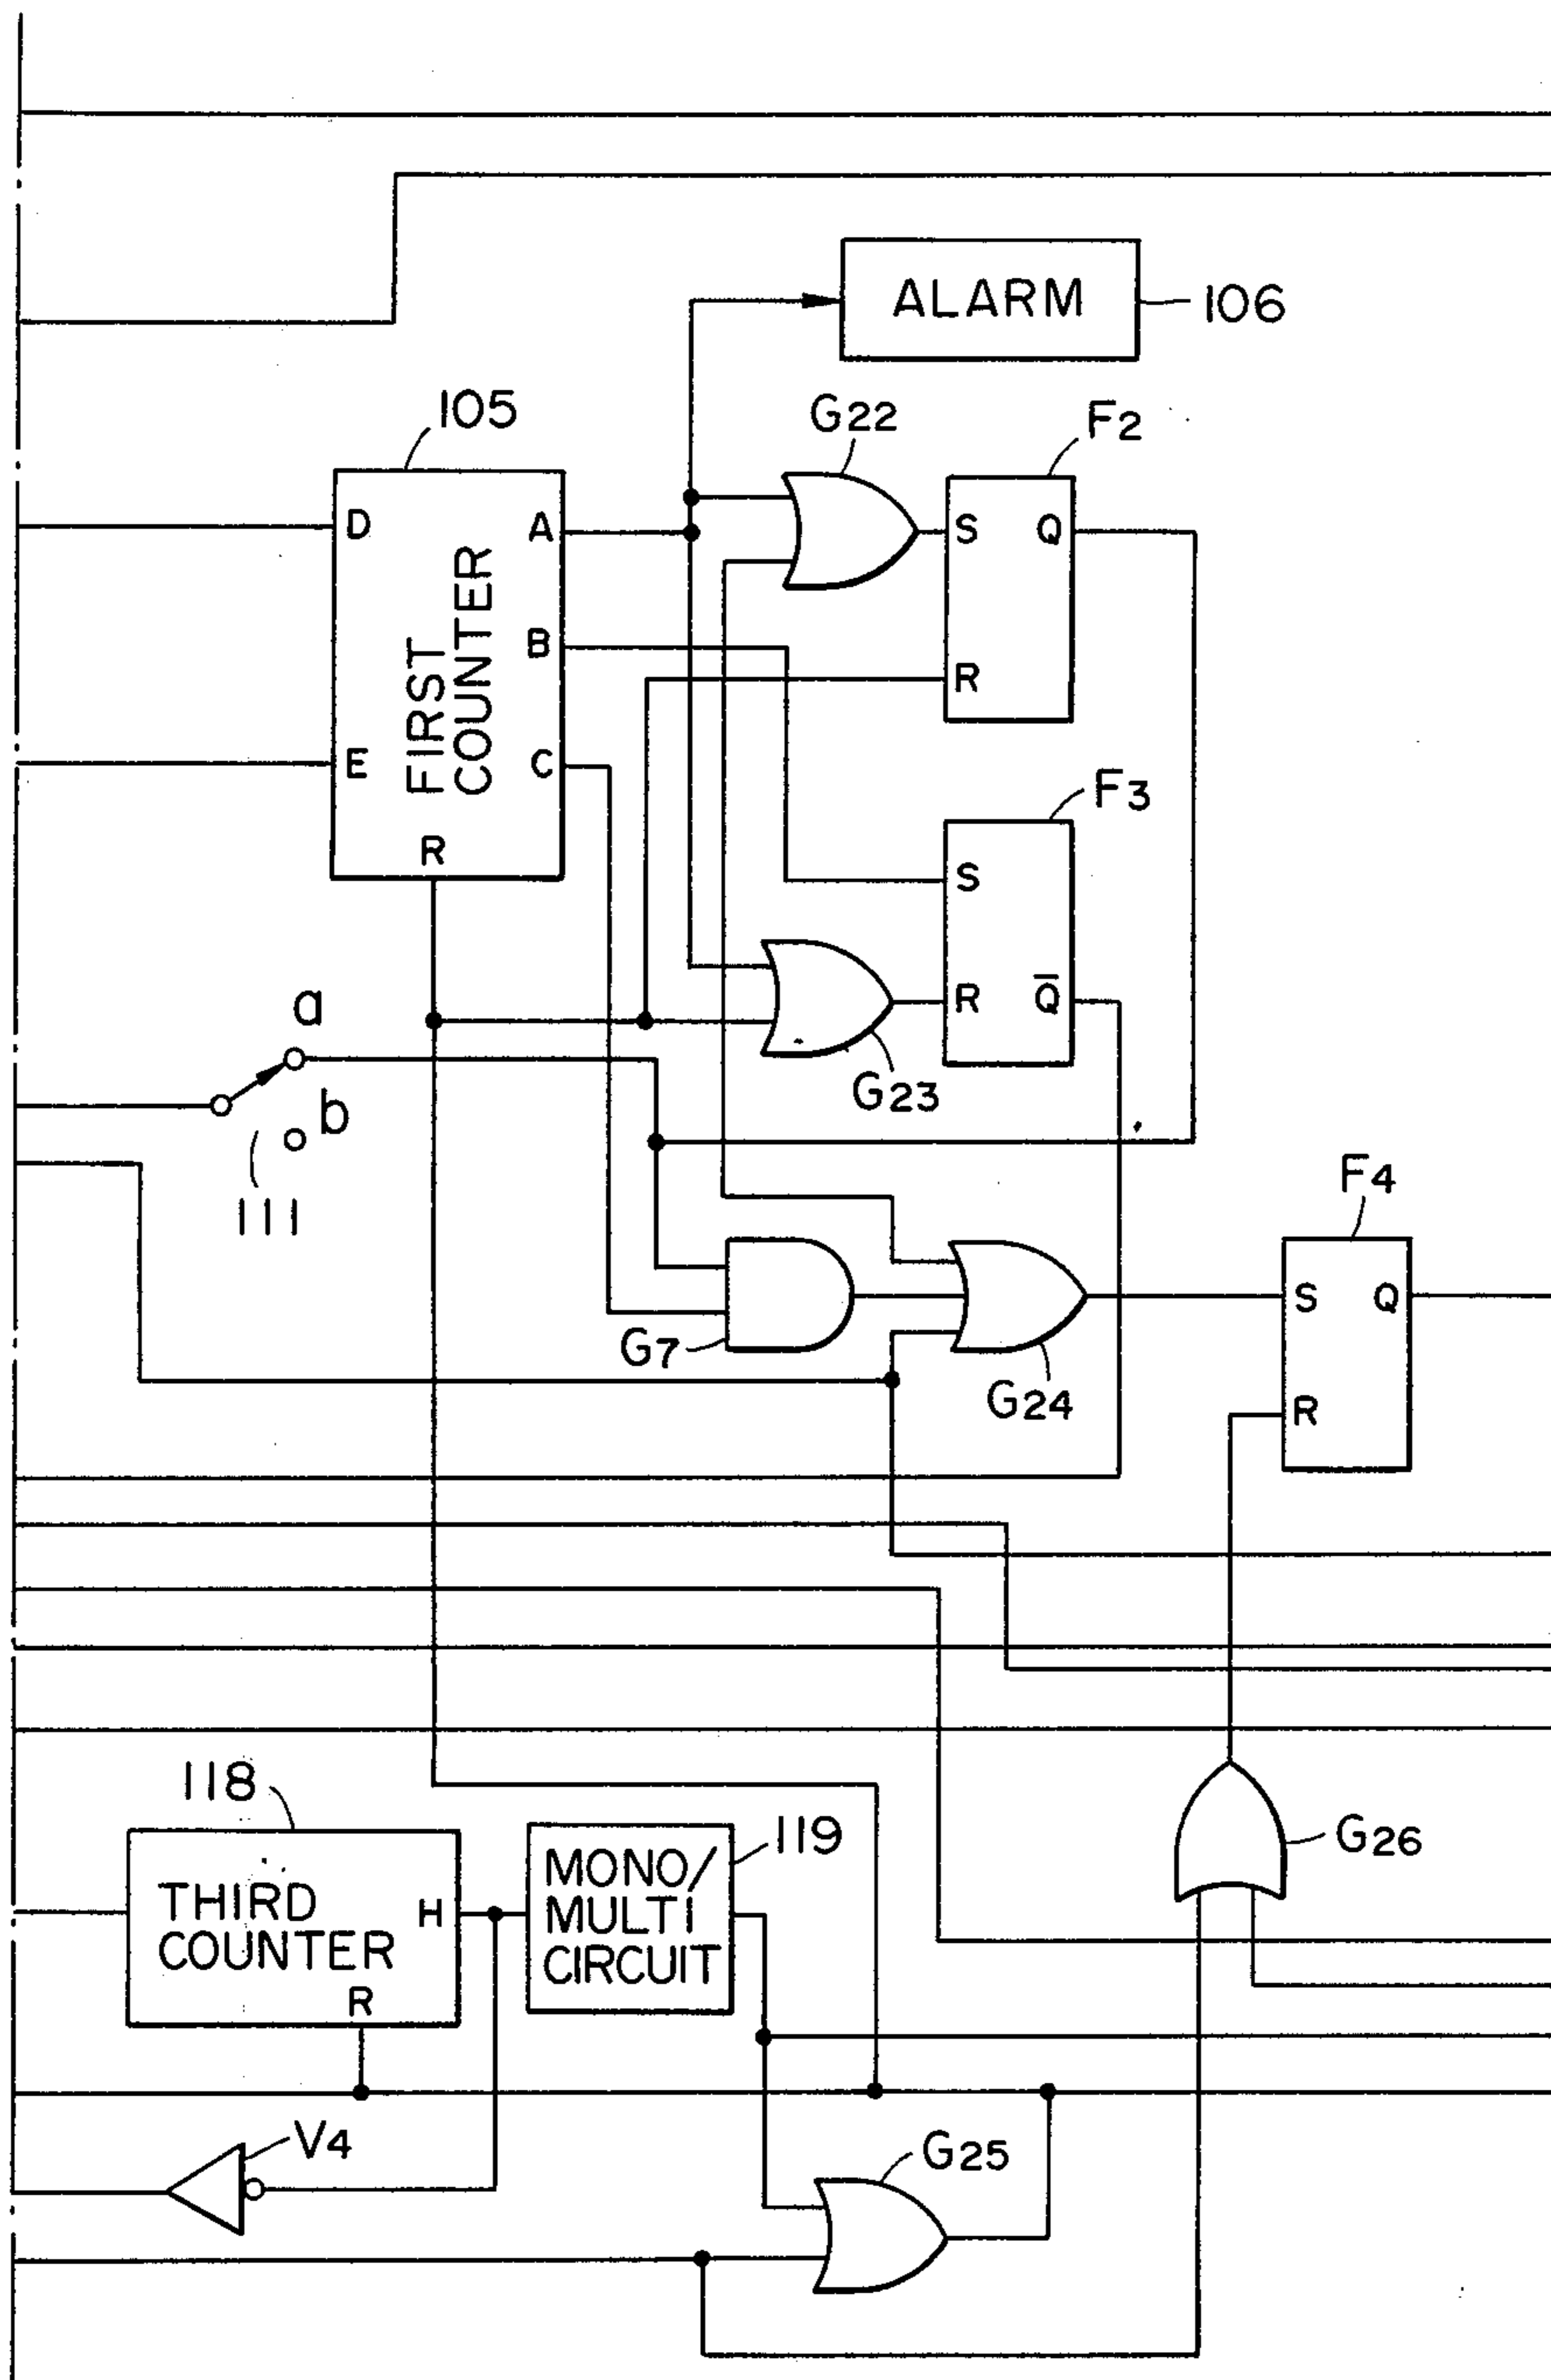 ALARM
106
105
G22
F2
D
A
S
Q
FIRST
COUNTER
B
R
E
C
F3
R
S
a
R
Q̄
b
G23
111
F4
S
Q
G7
G24
R
118
119
G26
MONO/
MULTI
CIRCUIT
THIRD
COUNTER
H
R
V4
G25